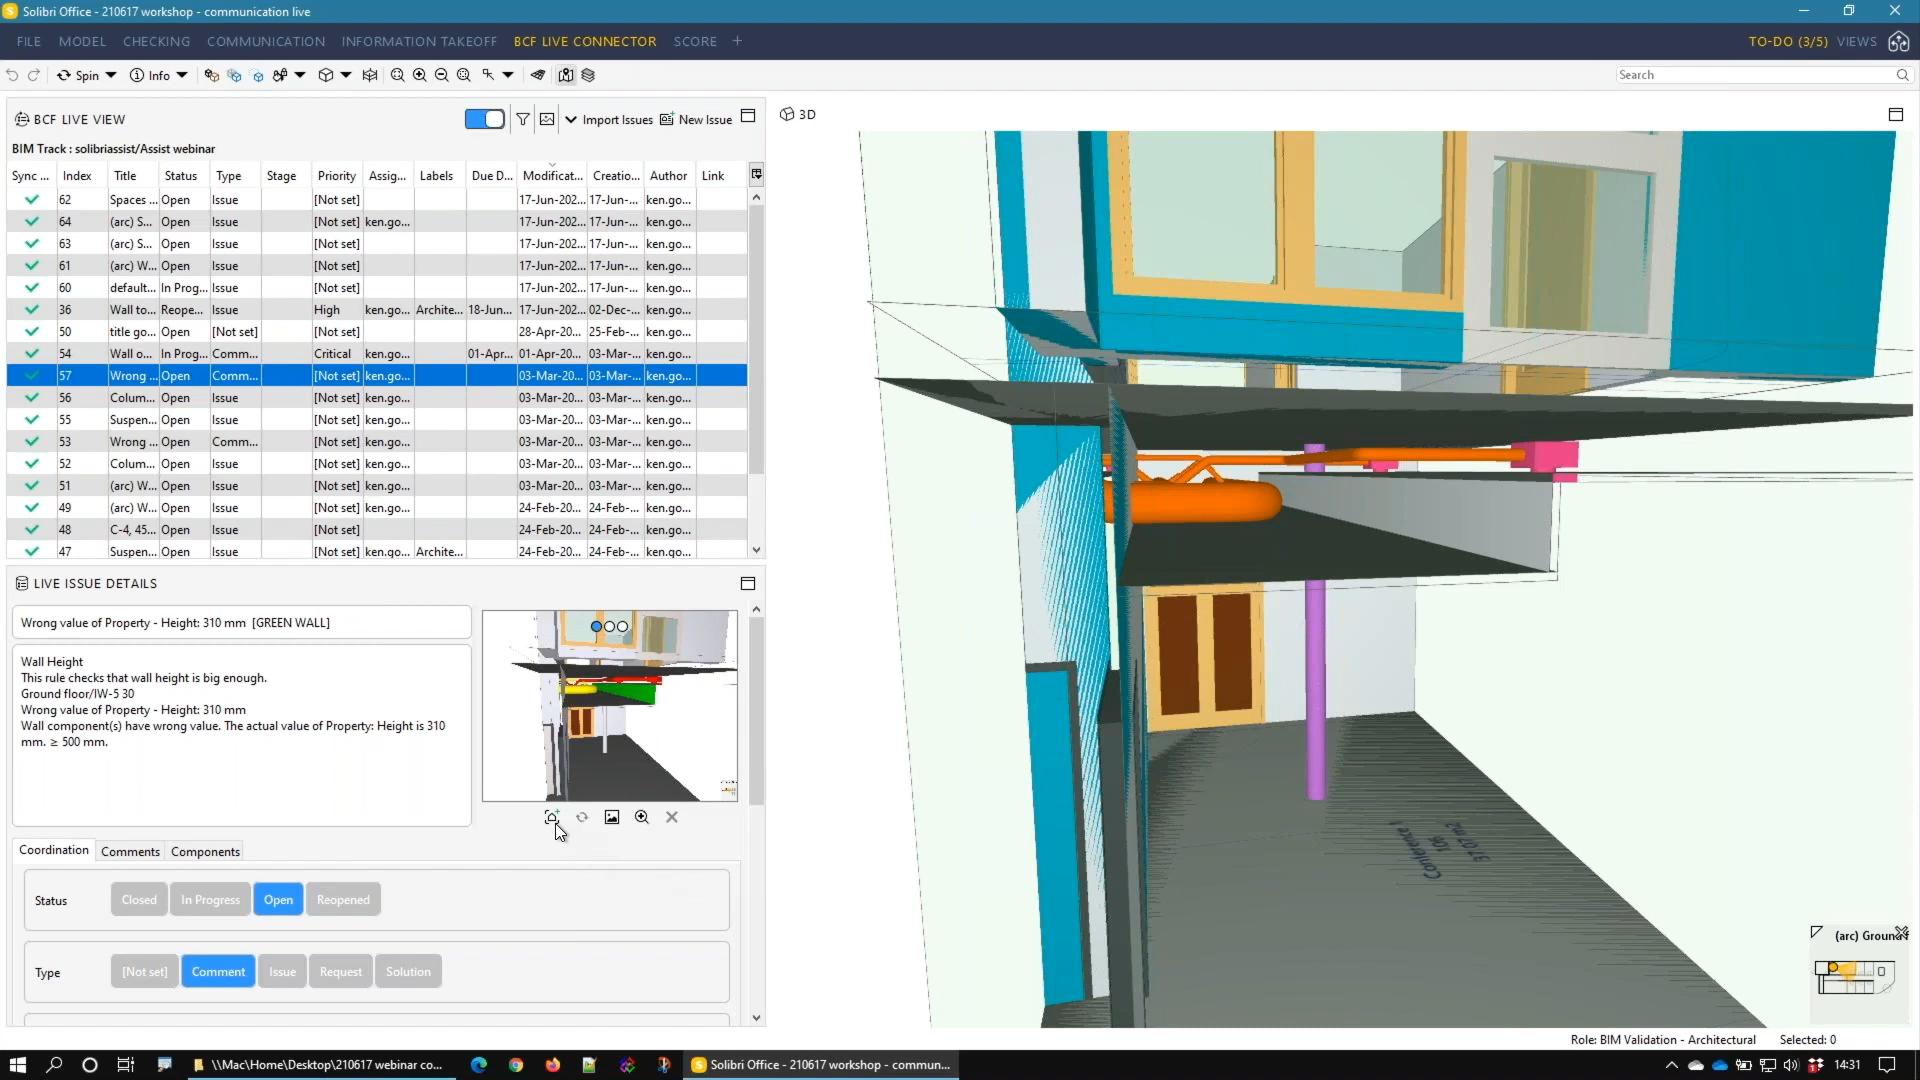 Solibri Office - 210617 workshop - communication live
FILE MODEL CHECKING COMMUNICATION INFORMATION TAKEOFF BCF LIVE CONNECTOR SCORE + TO-DO (3/5) VIEWS
Spin Info Search
BCF LIVE VIEW Import Issues New Issue
BIM Track : solibriassist/Assist webinar
Sync ... Index Title Status Type Stage Priority Assig... Labels Due D... Modificat... Creatio... Author Link
62 Spaces ... Open Issue [Not set] 17-Jun-202... 17-Jun-... ken.go...
64 (arc) S... Open Issue [Not set] ken.go... 17-Jun-202... 17-Jun-... ken.go...
63 (arc) S... Open Issue [Not set] 17-Jun-202... 17-Jun-... ken.go...
61 (arc) W... Open Issue [Not set] 17-Jun-202... 17-Jun-... ken.go...
60 default... In Prog... Issue [Not set] 17-Jun-202... 17-Jun-... ken.go...
36 Wall to... Reope... Issue High ken.go... Archite... 18-Jun... 17-Jun-202... 02-Dec-... ken.go...
50 title go... Open [Not set] [Not set] 28-Apr-20... 25-Feb-... ken.go...
54 Wall o... In Prog... Comm... Critical ken.go... 01-Apr... 01-Apr-20... 03-Mar-... ken.go...
57 Wrong ... Open Comm... [Not set] ken.go... 03-Mar-20... 03-Mar-... ken.go...
56 Colum... Open Issue [Not set] ken.go... 03-Mar-20... 03-Mar-... ken.go...
55 Suspen... Open Issue [Not set] ken.go... 03-Mar-20... 03-Mar-... ken.go...
53 Wrong ... Open Comm... [Not set] ken.go... 03-Mar-20... 03-Mar-... ken.go...
52 Colum... Open Issue [Not set] ken.go... 03-Mar-20... 03-Mar-... ken.go...
51 (arc) W... Open Issue [Not set] ken.go... 03-Mar-20... 03-Mar-... ken.go...
49 (arc) W... Open Issue [Not set] ken.go... 24-Feb-20... 24-Feb-... ken.go...
48 C-4, 45... Open Issue [Not set] 24-Feb-20... 24-Feb-... ken.go...
47 Suspen... Open Issue [Not set] ken.go... Archite... 24-Feb-20... 24-Feb-... ken.go...
LIVE ISSUE DETAILS
Wrong value of Property - Height: 310 mm [GREEN WALL]
Wall Height
This rule checks that wall height is big enough.
Ground floor/IW-5 30
Wrong value of Property - Height: 310 mm
Wall component(s) have wrong value. The actual value of Property: Height is 310
mm. ≥ 500 mm.
Coordination Comments Components
Status Closed In Progress Open Reopened
Type [Not set] Comment Issue Request Solution
3D
Conference 1
106
37.07 m2
(arc) Ground f
Role: BIM Validation - Architectural Selected: 0
\\Mac\Home\Desktop\210617 webinar co... Solibri Office - 210617 workshop - commun... 14:31